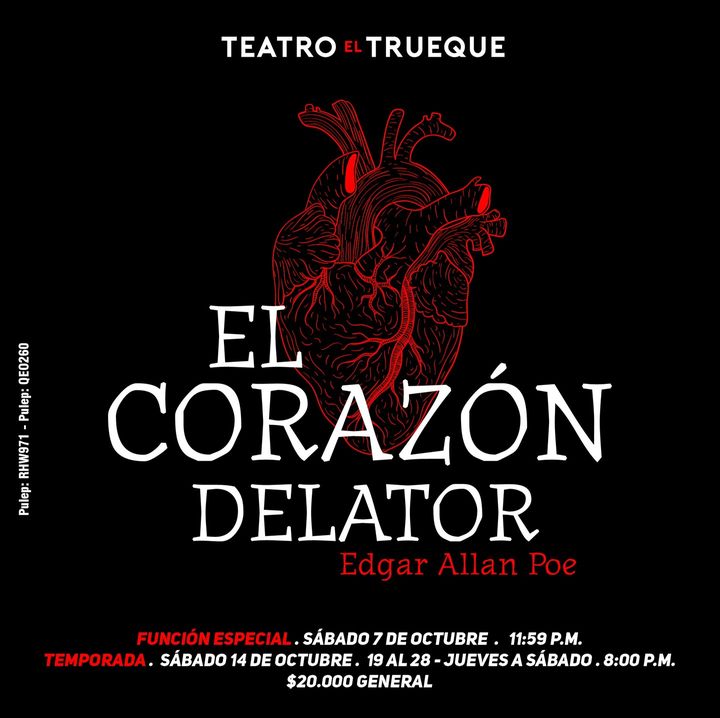 TEATRO EL TRUEQUE
EL
CORAZÓN
DELATOR
Edgar Allan Poe
Pulep: RHW971 - Pulep: QEO260
FUNCIÓN ESPECIAL . SÁBADO 7 DE OCTUBRE . 11:59 P.M.
TEMPORADA . SÁBADO 14 DE OCTUBRE . 19 AL 28 - JUEVES A SÁBADO . 8:00 P.M.
$20.000 GENERAL